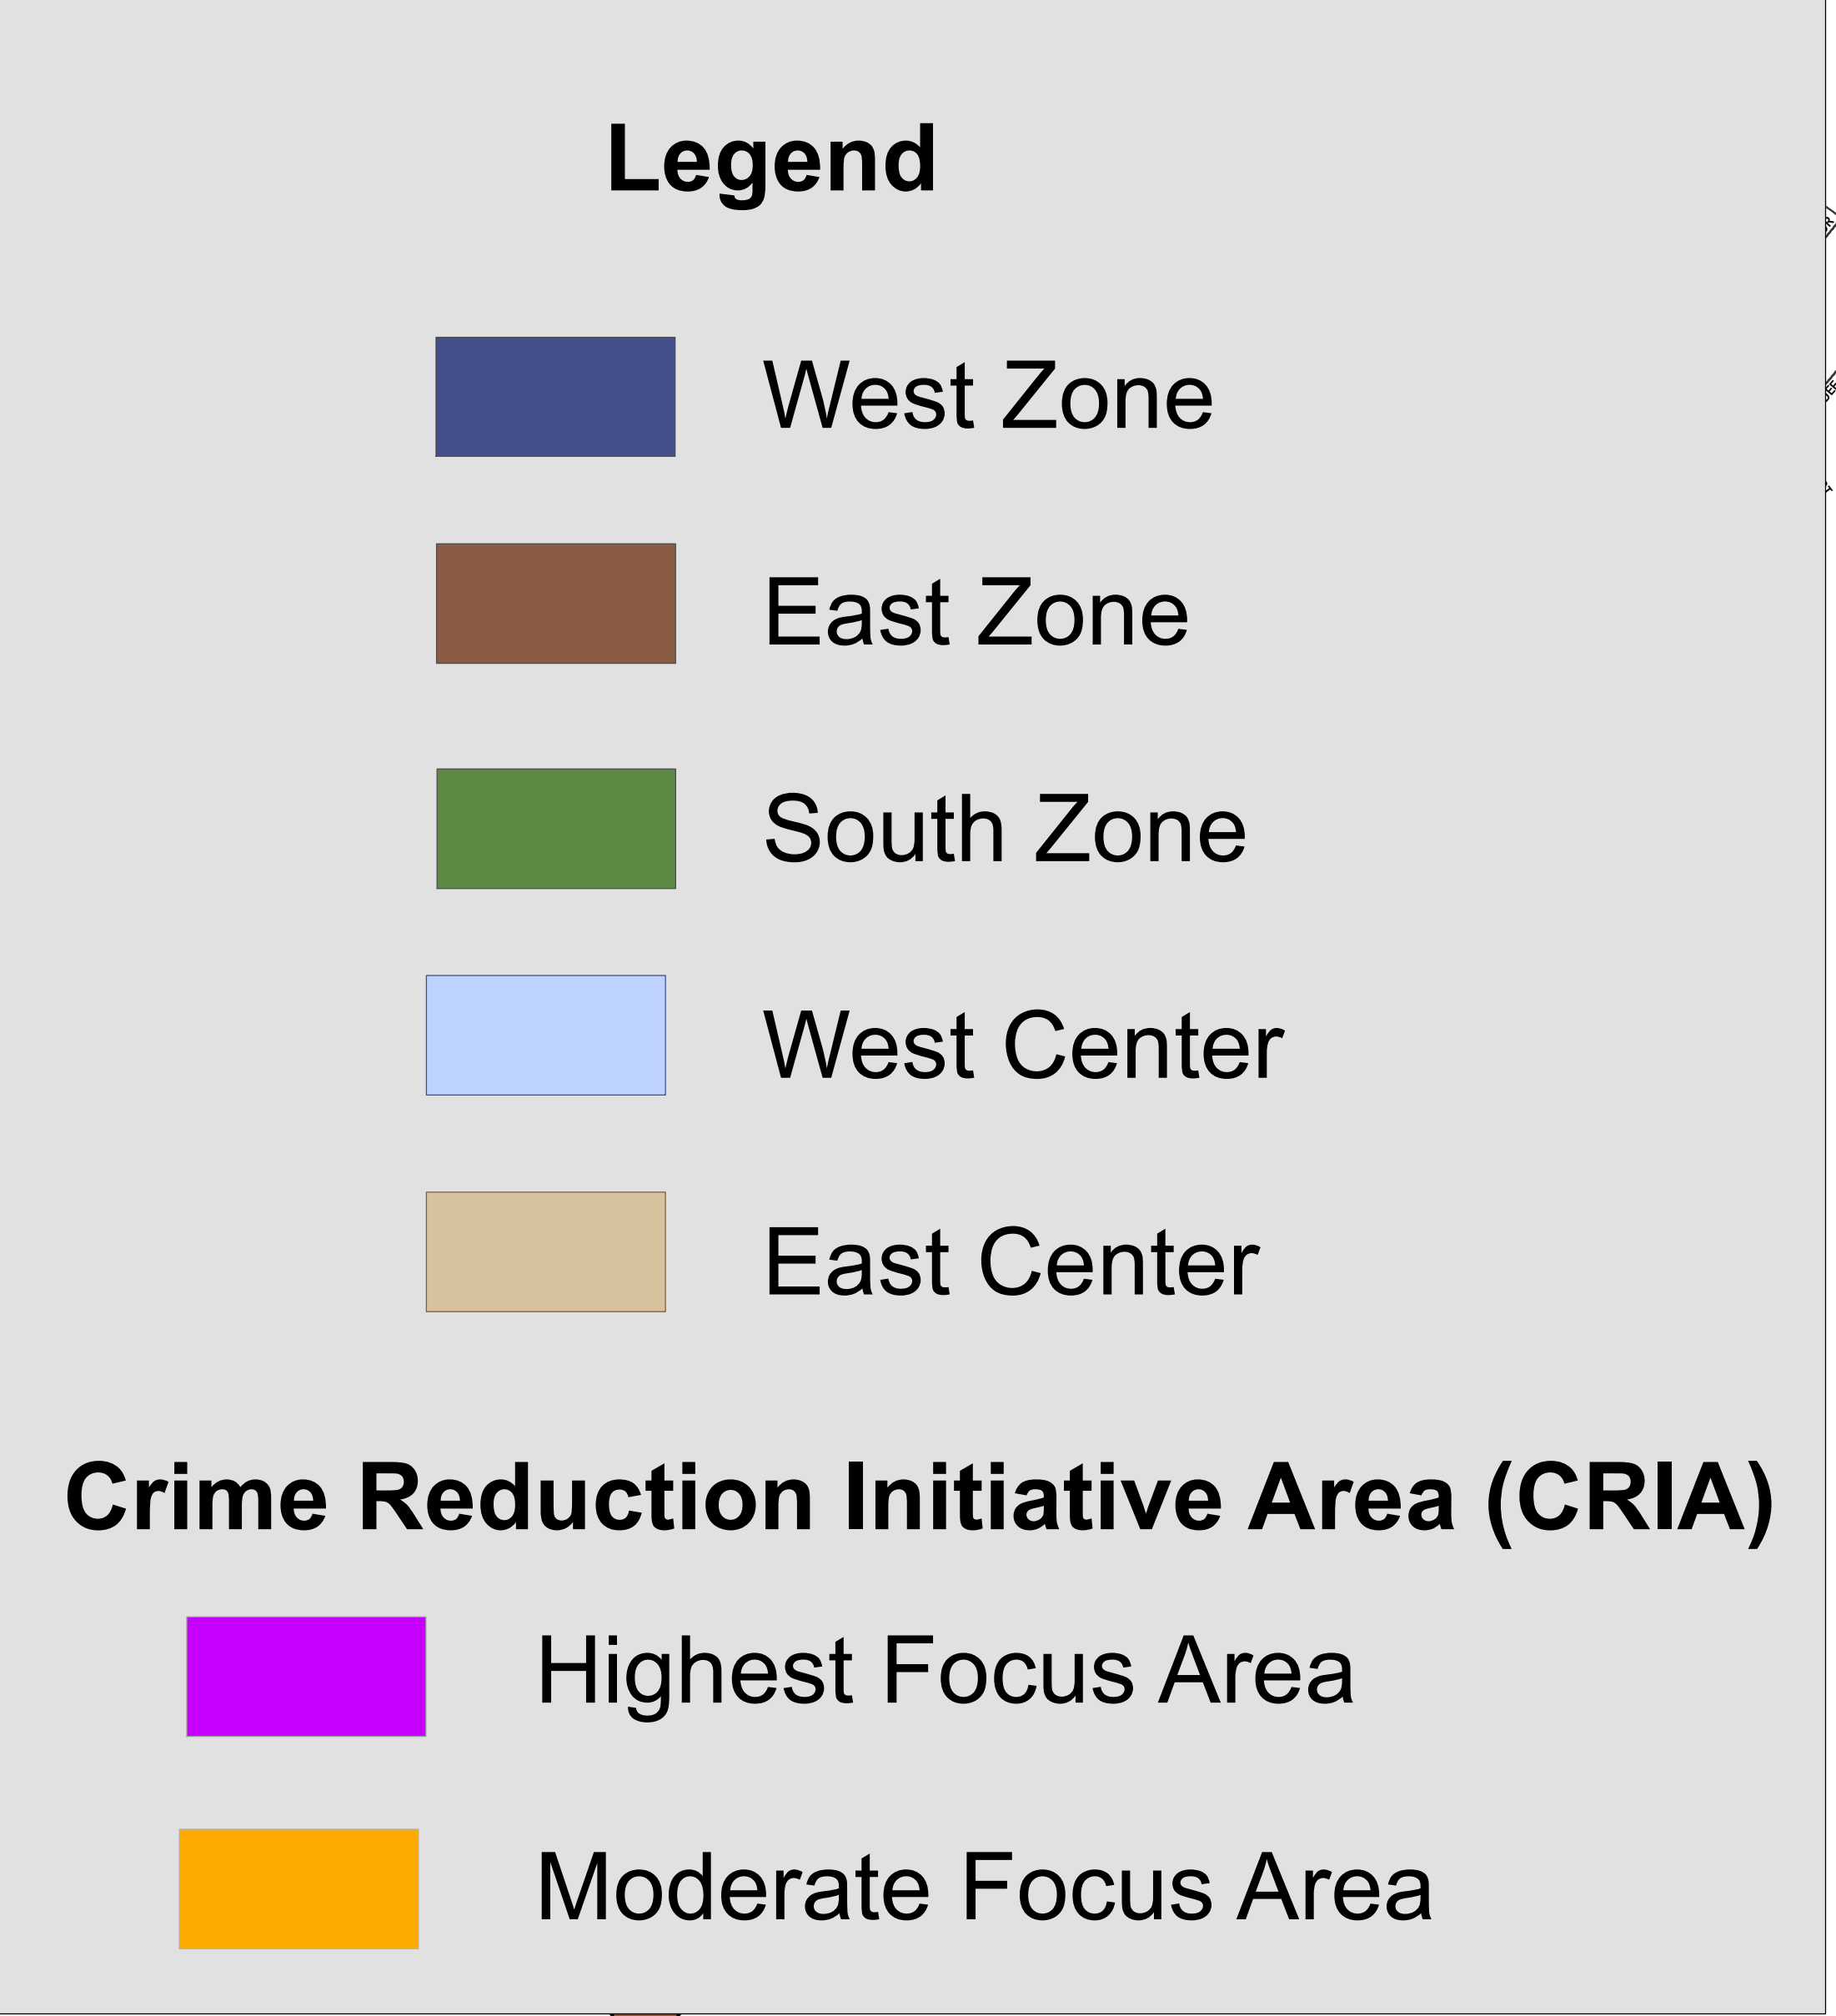 Legend
West Zone
East Zone
South Zone
West Center
East Center
Crime Reduction Initiative Area (CRIA)
Highest Focus Area
Moderate Focus Area